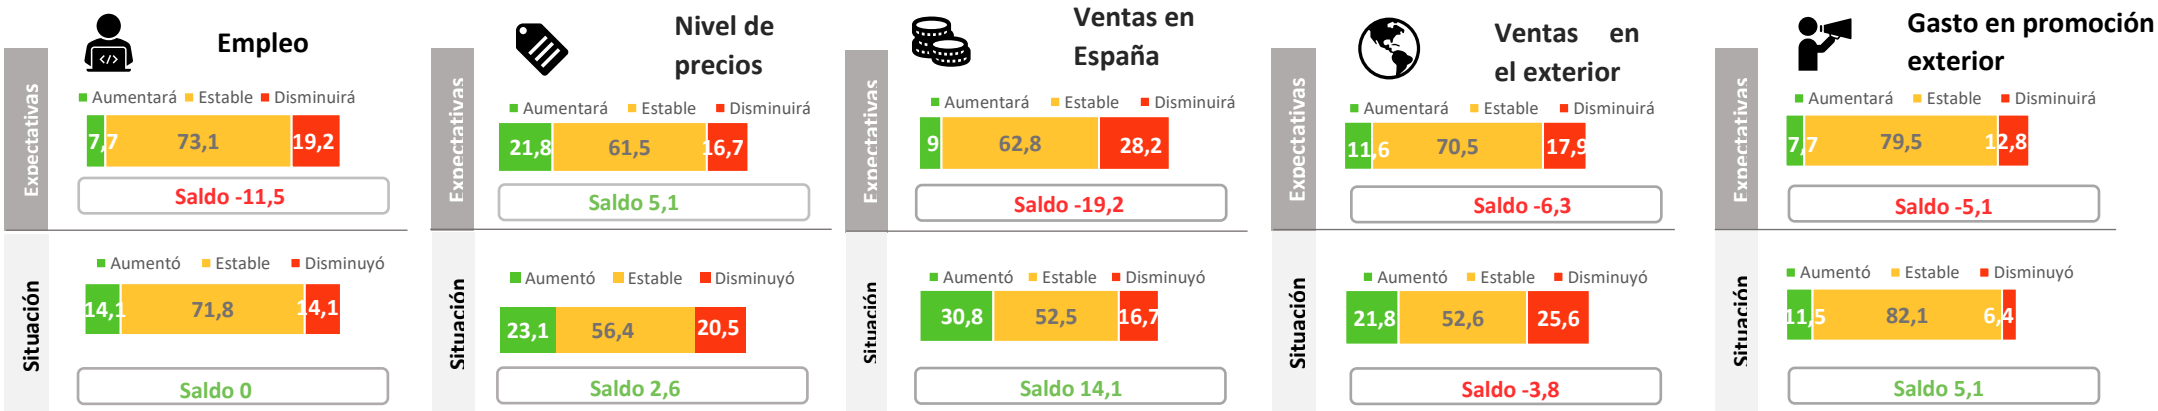 Empleo
Expectativas
Aumentará Estable Disminuirá
7,7 73,1 19,2
Saldo -11,5
Situación
Aumentó Estable Disminuyó
14,1 71,8 14,1
Saldo 0
Nivel de
precios
Expectativas
Aumentará Estable Disminuirá
21,8 61,5 16,7
Saldo 5,1
Situación
Aumentó Estable Disminuyó
23,1 56,4 20,5
Saldo 2,6
Ventas en
España
Expectativas
Aumentará Estable Disminuirá
9 62,8 28,2
Saldo -19,2
Situación
Aumentó Estable Disminuyó
30,8 52,5 16,7
Saldo 14,1
Ventas en
el exterior
Expectativas
Aumentará Estable Disminuirá
11,6 70,5 17,9
Saldo -6,3
Situación
Aumentó Estable Disminuyó
21,8 52,6 25,6
Saldo -3,8
Gasto en promoción
exterior
Expectativas
Aumentará Estable Disminuirá
7,7 79,5 12,8
Saldo -5,1
Situación
Aumentó Estable Disminuyó
11,5 82,1 6,4
Saldo 5,1